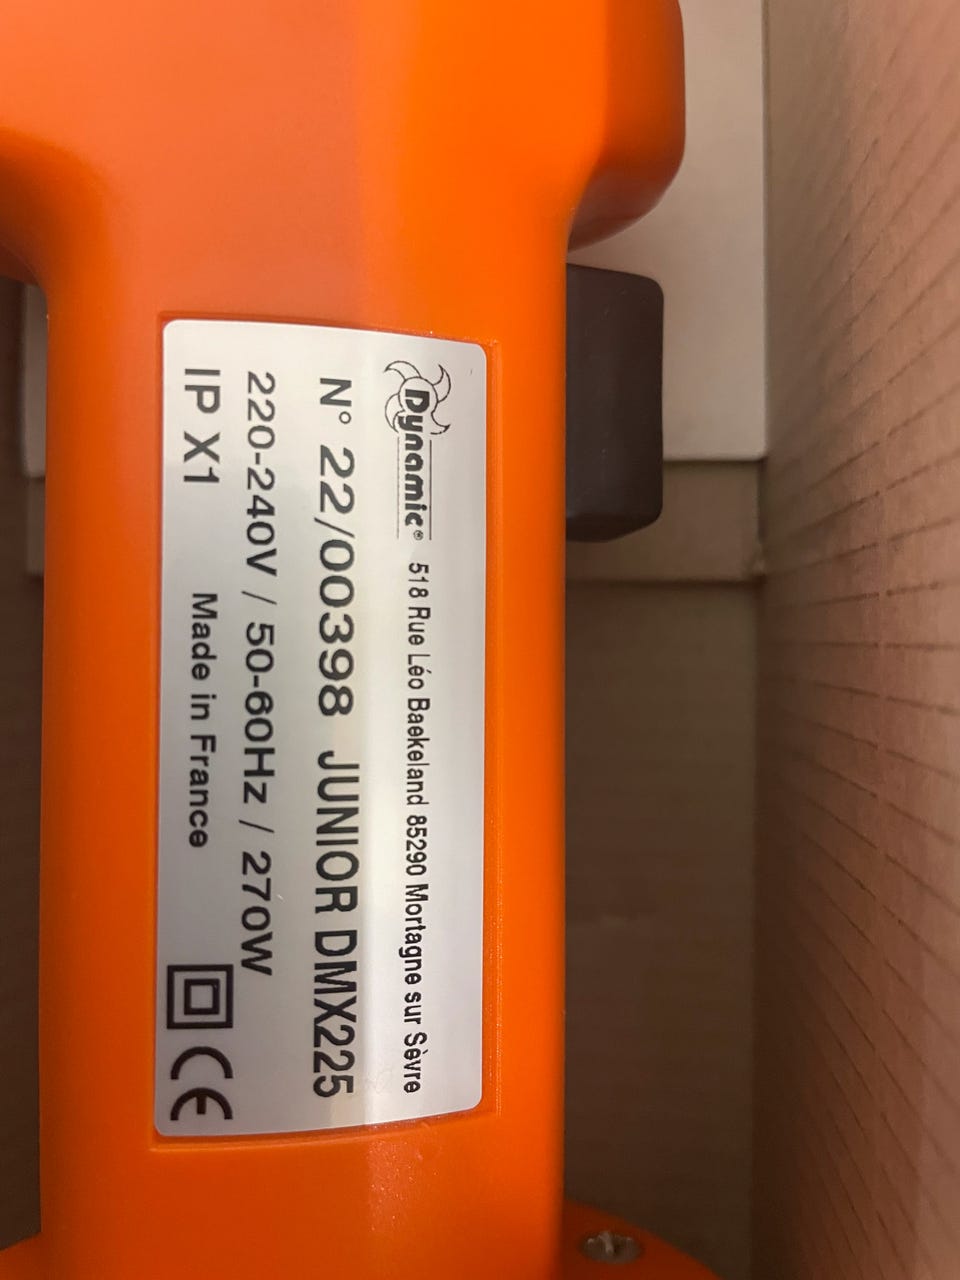 Dynamic® 518 Rue Léo Baekeland 85290 Mortagne sur Sèvre
N° 22/00398 JUNIOR DMX225
220-240V / 50-60Hz / 270W
IP X1 Made in France CE